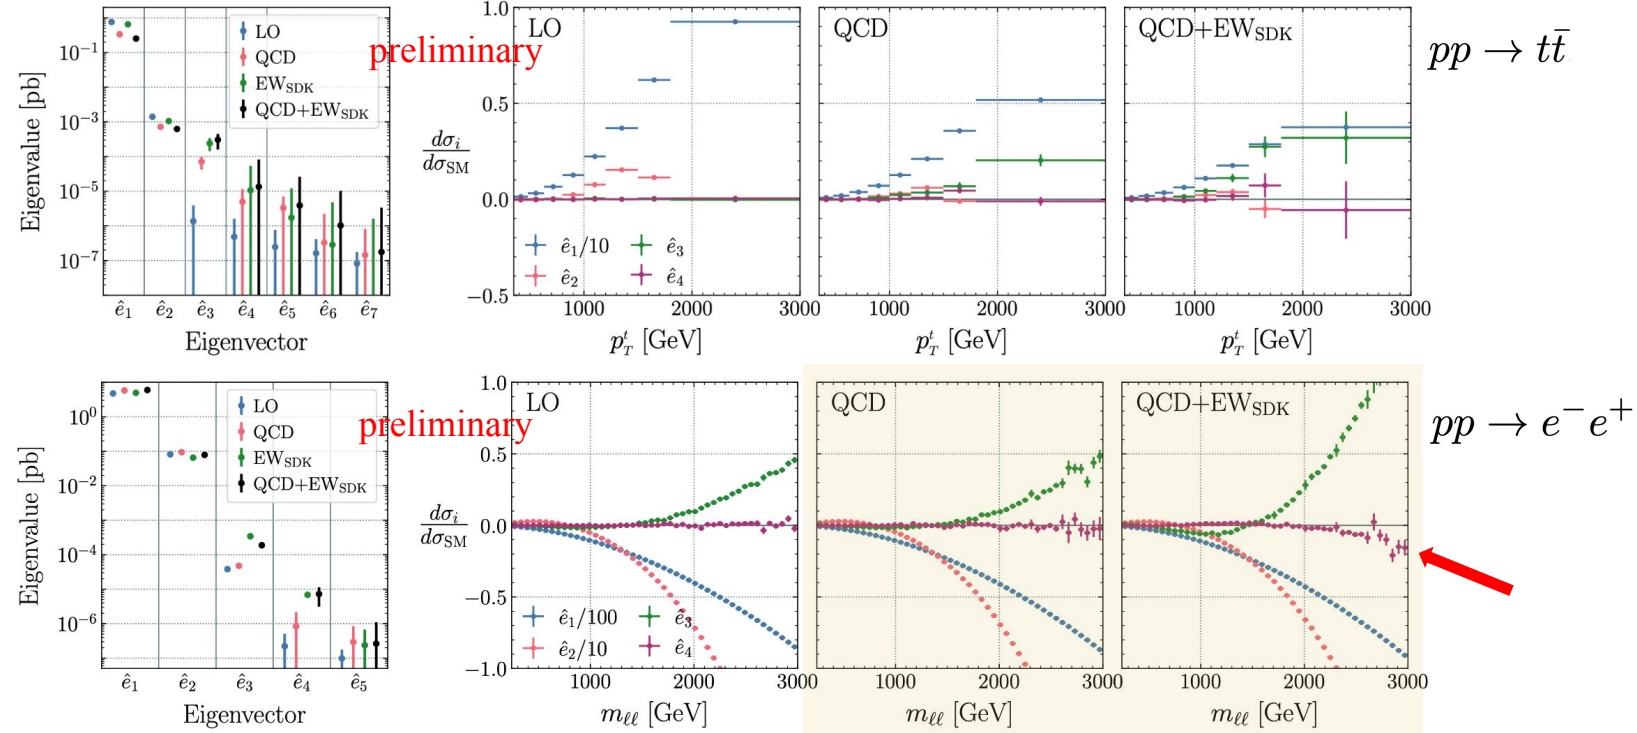 Eigenvalue [pb]
10⁻¹
10⁻³
10⁻⁵
10⁻⁷
LO
QCD
EW_SDK
QCD+EW_SDK
ê₁ ê₂ ê₃ ê₄ ê₅ ê₆ ê₇
Eigenvector
preliminary
dσᵢ/dσ_SM
1.0
0.5
0.0
−0.5
LO
ê₁/10
ê₂
ê₃
ê₄
1000 2000 3000
p_T^t [GeV]
QCD
1000 2000 3000
p_T^t [GeV]
QCD+EW_SDK
1000 2000 3000
p_T^t [GeV]
pp → tt̄
Eigenvalue [pb]
10⁰
10⁻²
10⁻⁴
10⁻⁶
LO
QCD
EW_SDK
QCD+EW_SDK
ê₁ ê₂ ê₃ ê₄ ê₅
Eigenvector
preliminary
dσᵢ/dσ_SM
1.0
0.5
0.0
−0.5
−1.0
LO
ê₁/100
ê₂/10
ê₃
ê₄
1000 2000 3000
m_ℓℓ [GeV]
QCD
1000 2000 3000
m_ℓℓ [GeV]
QCD+EW_SDK
1000 2000 3000
m_ℓℓ [GeV]
pp → e⁻e⁺